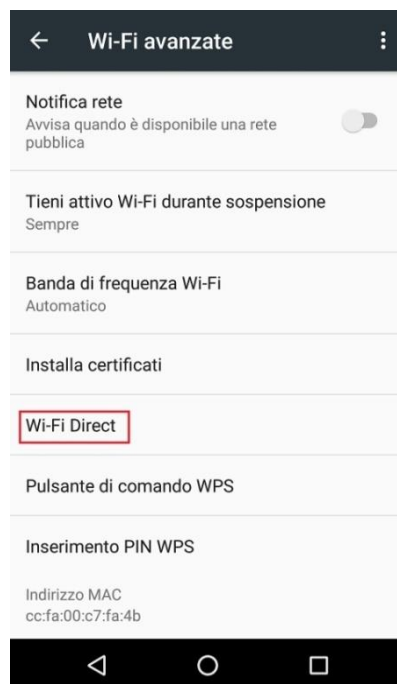 Wi-Fi avanzate
Notifica rete
Avvisa quando è disponibile una rete
pubblica
Tieni attivo Wi-Fi durante sospensione
Sempre
Banda di frequenza Wi-Fi
Automatico
Installa certificati
Wi-Fi Direct
Pulsante di comando WPS
Inserimento PIN WPS
Indirizzo MAC
cc:fa:00:c7:fa:4b